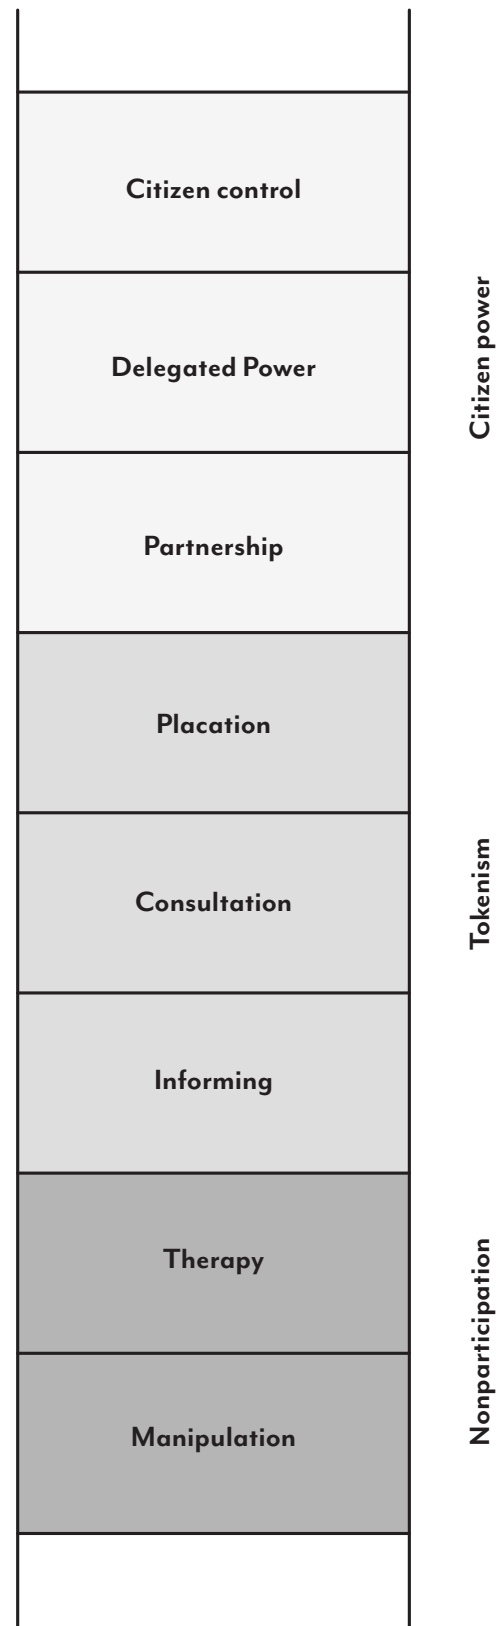 Citizen control
Delegated Power
Partnership
Citizen power
Placation
Consultation
Informing
Tokenism
Therapy
Manipulation
Nonparticipation